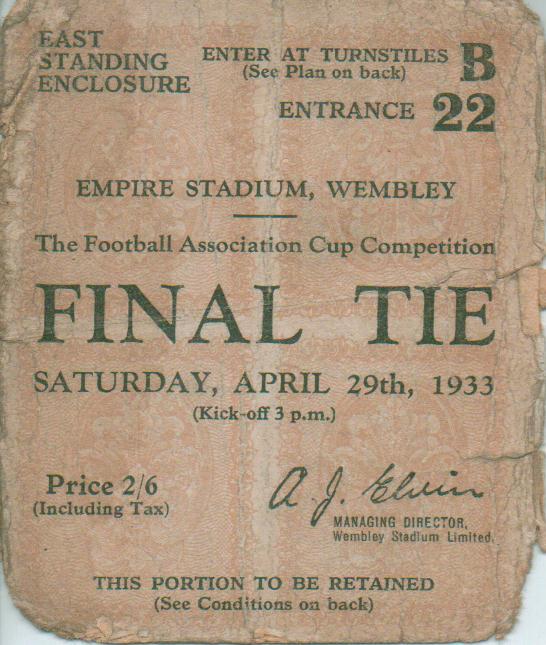 EAST
STANDING
ENCLOSURE
ENTER AT TURNSTILES B
(See Plan on back)
ENTRANCE 22
EMPIRE STADIUM, WEMBLEY
The Football Association Cup Competition
FINAL TIE
SATURDAY, APRIL 29th, 1933
(Kick-off 3 p.m.)
Price 2/6
(Including Tax)
A. J. Elvin
MANAGING DIRECTOR,
Wembley Stadium Limited.
THIS PORTION TO BE RETAINED
(See Conditions on back)